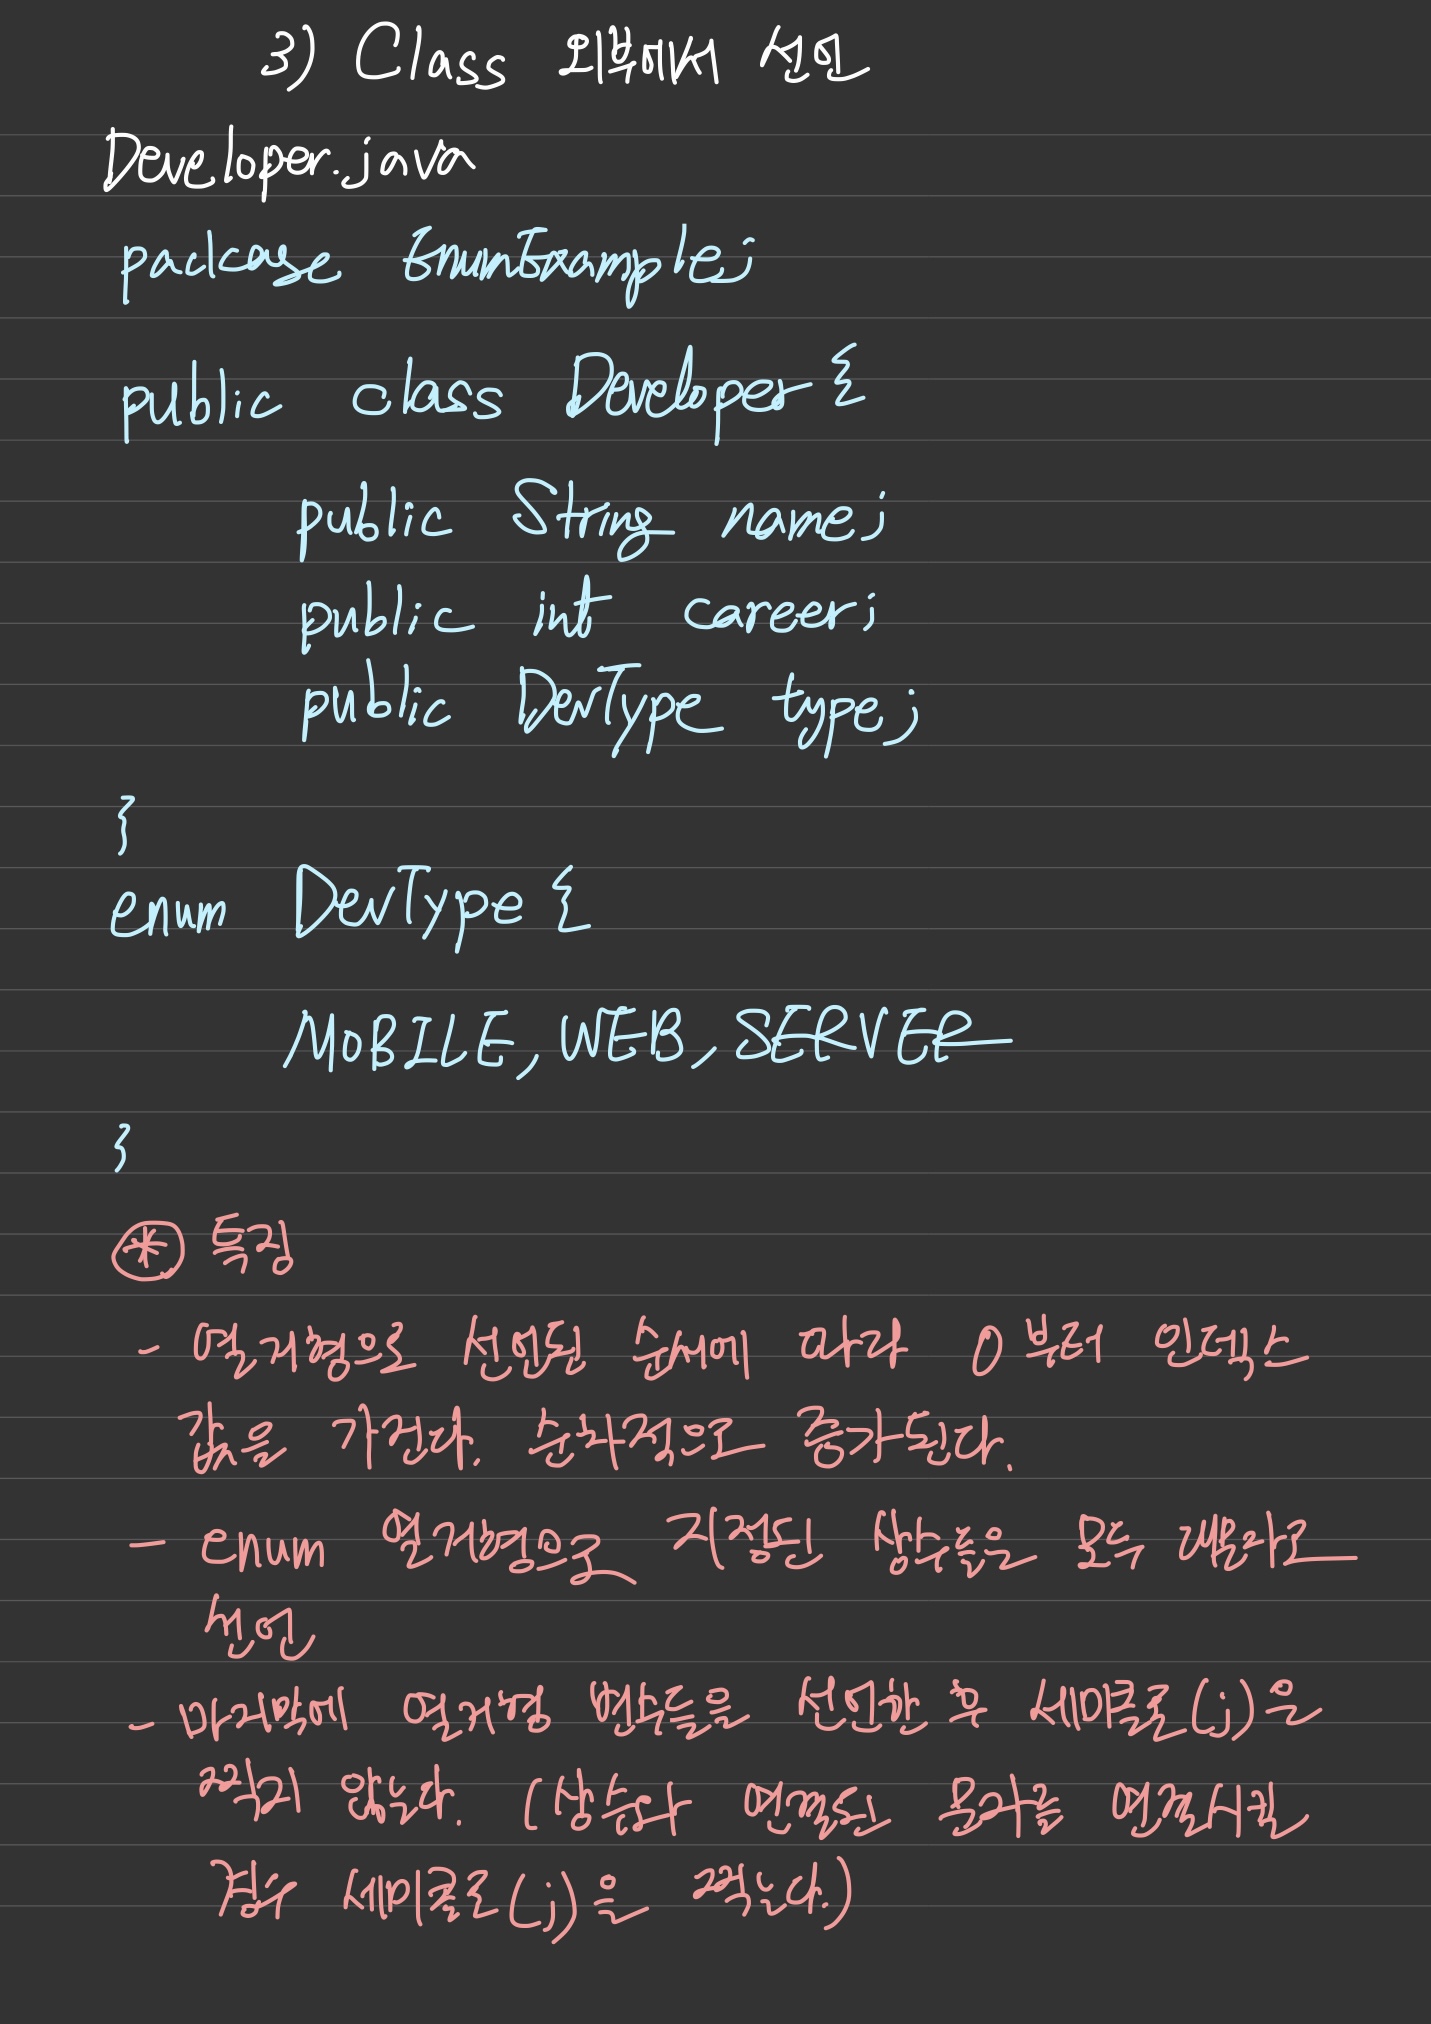 3) Class 외부에서 선언
Developer.java
package EnumExample;
public class Developer {
public String name;
public int career;
public DevType type;
}
enum DevType {
MOBILE, WEB, SERVER
}
* 특징
- 열거형으로 선언된 순서에 따라 0부터 인덱스
값을 가진다. 순차적으로 증가된다.
- enum 열거형으로 지정된 상수들은 모두 대문자로
선언
- 마지막에 열거형 변수들을 선언한 후 세미콜론(;)은
찍지 않는다. (상수와 연결된 문자를 연결시킬
경우 세미콜론(;)은 찍는다.)